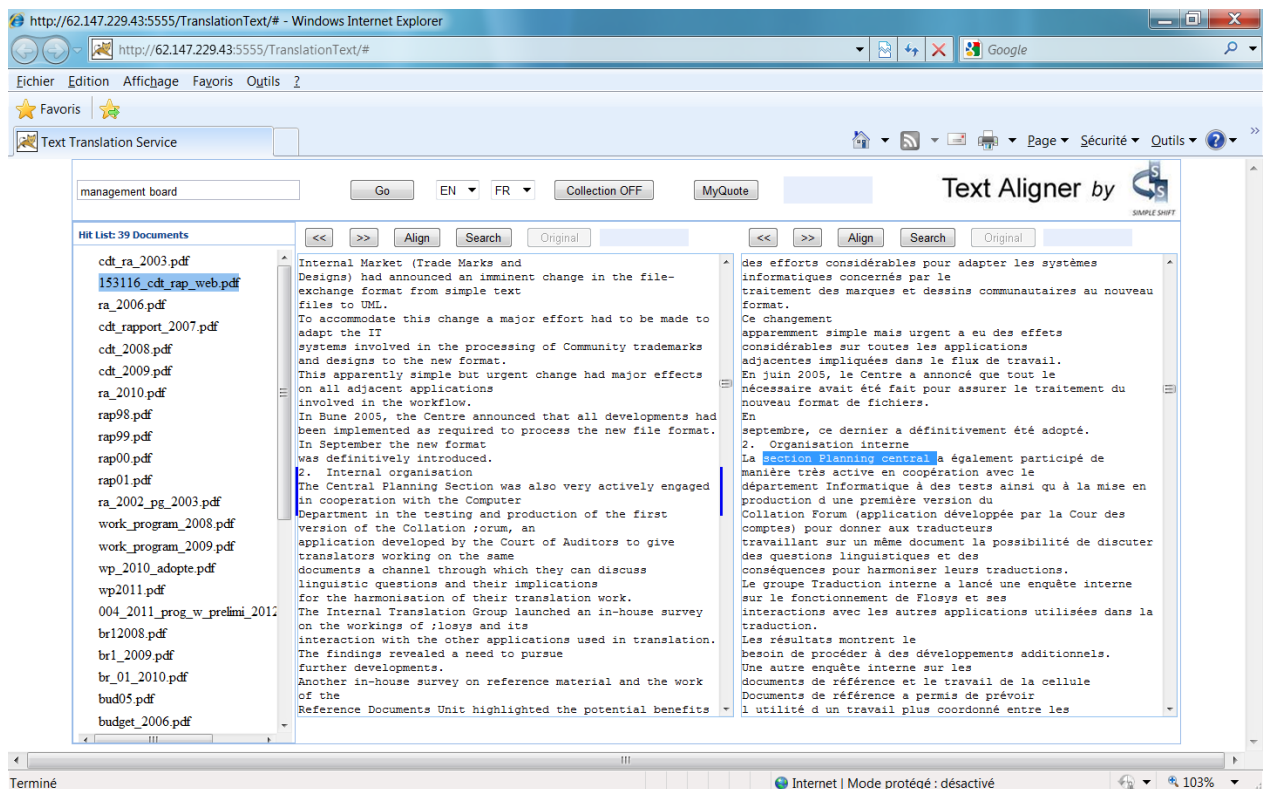 http://62.147.229.43:5555/TranslationText/# - Windows Internet Explorer
http://62.147.229.43:5555/TranslationText/#
Google
Fichier Edition Affichage Favoris Outils ?
Favoris
Text Translation Service
Page Sécurité Outils
management board
Go
EN
FR
Collection OFF
MyQuote
Text Aligner by
SIMPLE SHIFT
Hit List: 39 Documents
cdt_ra_2003.pdf
153116_cdt_rap_web.pdf
ra_2006.pdf
cdt_rapport_2007.pdf
cdt_2008.pdf
cdt_2009.pdf
ra_2010.pdf
rap98.pdf
rap99.pdf
rap00.pdf
rap01.pdf
ra_2002_pg_2003.pdf
work_program_2008.pdf
work_program_2009.pdf
wp_2010_adopte.pdf
wp2011.pdf
004_2011_prog_w_prelimi_2012
br12008.pdf
br1_2009.pdf
br_01_2010.pdf
bud05.pdf
budget_2006.pdf
<< >> Align Search Original
Internal Market (Trade Marks and
Designs) had announced an imminent change in the file-
exchange format from simple text
files to UML.
To accommodate this change a major effort had to be made to
adapt the IT
systems involved in the processing of Community trademarks
and designs to the new format.
This apparently simple but urgent change had major effects
on all adjacent applications
involved in the workflow.
In Bune 2005, the Centre announced that all developments had
been implemented as required to process the new file format.
In September the new format
was definitively introduced.
2. Internal organisation
The Central Planning Section was also very actively engaged
in cooperation with the Computer
Department in the testing and production of the first
version of the Collation ;orum, an
application developed by the Court of Auditors to give
translators working on the same
documents a channel through which they can discuss
linguistic questions and their implications
for the harmonisation of their translation work.
The Internal Translation Group launched an in-house survey
on the workings of ;losys and its
interaction with the other applications used in translation.
The findings revealed a need to pursue
further developments.
Another in-house survey on reference material and the work
of the
Reference Documents Unit highlighted the potential benefits
<< >> Align Search Original
des efforts considérables pour adapter les systèmes
informatiques concernés par le
traitement des marques et dessins communautaires au nouveau
format.
Ce changement
apparemment simple mais urgent a eu des effets
considérables sur toutes les applications
adjacentes impliquées dans le flux de travail.
En juin 2005, le Centre a annoncé que tout le
nécessaire avait été fait pour assurer le traitement du
nouveau format de fichiers.
En
septembre, ce dernier a définitivement été adopté.
2. Organisation interne
La section Planning central a également participé de
manière très active en coopération avec le
département Informatique à des tests ainsi qu à la mise en
production d une première version du
Collation Forum (application développée par la Cour des
comptes) pour donner aux traducteurs
travaillant sur un même document la possibilité de discuter
des questions linguistiques et des
conséquences pour harmoniser leurs traductions.
Le groupe Traduction interne a lancé une enquête interne
sur le fonctionnement de Flosys et ses
interactions avec les autres applications utilisées dans la
traduction.
Les résultats montrent le
besoin de procéder à des développements additionnels.
Une autre enquête interne sur les
documents de référence et le travail de la cellule
Documents de référence a permis de prévoir
l utilité d un travail plus coordonné entre les
Terminé
Internet | Mode protégé : désactivé
103%